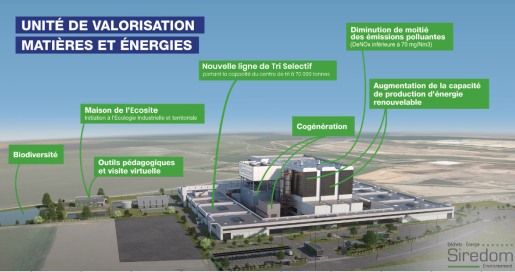 UNITÉ DE VALORISATION
MATIÈRES ET ÉNERGIES
Diminution de moitié
des émissions polluantes
(DeNOx inférieure à 70 mg/Nm3)
Nouvelle ligne de Tri Selectif
portant la capacité du centre de tri à 70 000 tonnes
Augmentation de la capacité
de production d'énergie
renouvelable
Maison de l'Ecosite
Initiation à l'Ecologie Industrielle et territoriale
Cogénération
Biodiversité
Outils pédagogiques
et visite virtuelle
Déchets - Énergie
Siredom
Environnement